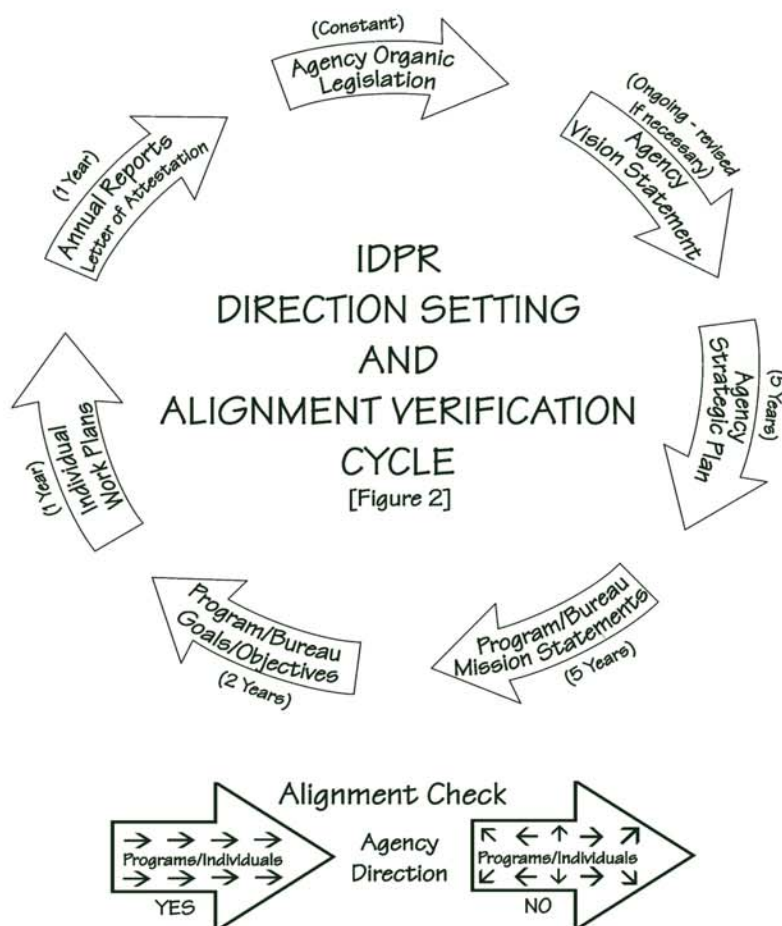 (Constant)
Agency Organic
Legislation
(Ongoing - revised
if necessary)
Agency
Vision Statement
(5 Years)
Agency
Strategic Plan
Program/Bureau
Mission Statements
(5 Years)
Program/Bureau
Goals/Objectives
(2 Years)
(1 Year)
Individual
Work Plans
(1 Year)
Annual Reports
Letter of Attestation
IDPR
DIRECTION SETTING
AND
ALIGNMENT VERIFICATION
CYCLE
[Figure 2]
Alignment Check
Programs/Individuals
YES
Agency
Direction
Programs/Individuals
NO